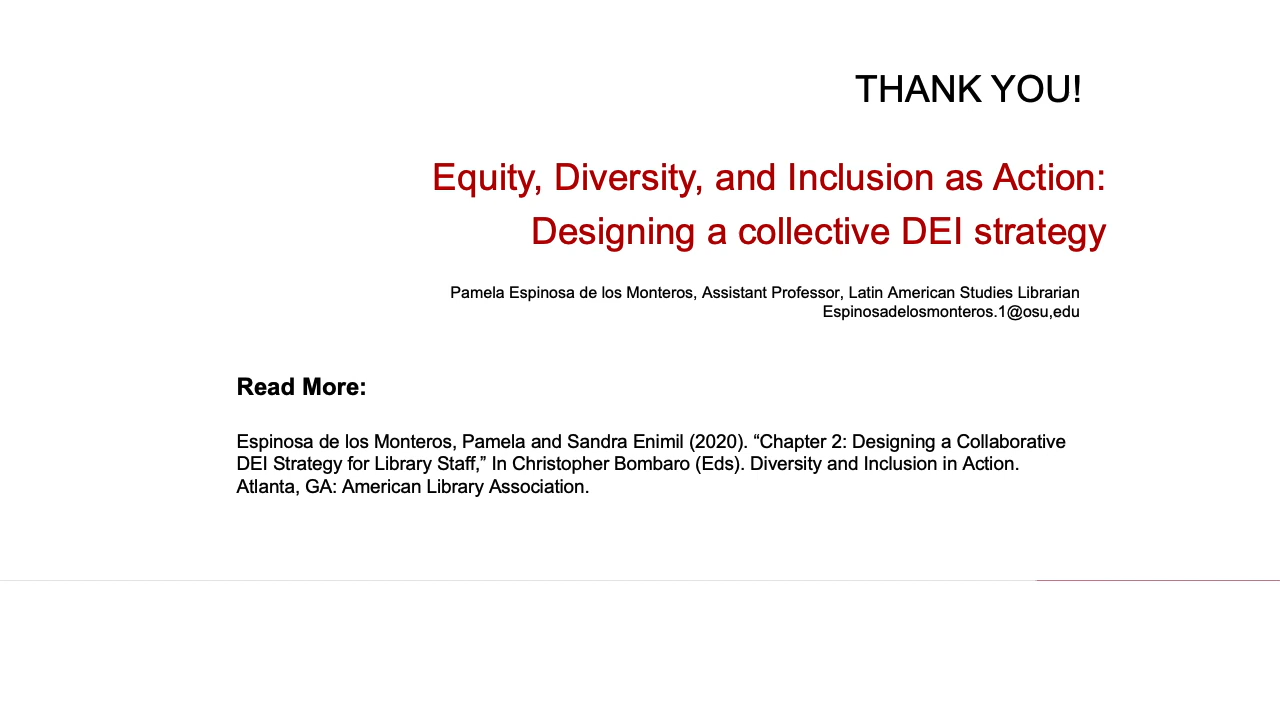 THANK YOU!
Equity, Diversity, and Inclusion as Action:
Designing a collective DEI strategy
Pamela Espinosa de los Monteros, Assistant Professor, Latin American Studies Librarian
Espinosadelosmonteros.1@osu,edu
Read More:
Espinosa de los Monteros, Pamela and Sandra Enimil (2020). “Chapter 2: Designing a Collaborative
DEI Strategy for Library Staff,” In Christopher Bombaro (Eds). Diversity and Inclusion in Action.
Atlanta, GA: American Library Association.